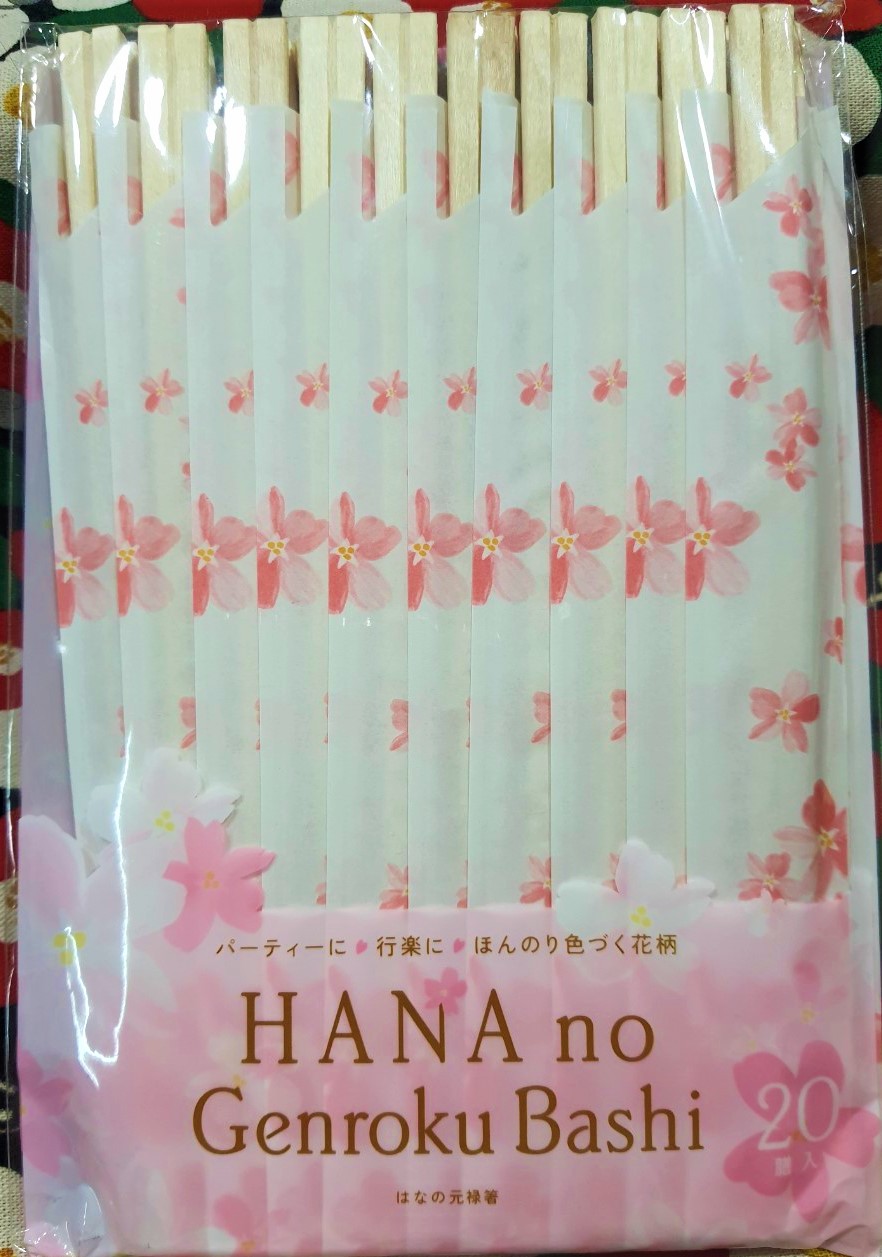 パーティーに♥行楽に♥ほんのり色づく花柄
HANA no
Genroku Bashi
20
膳入
はなの元禄箸